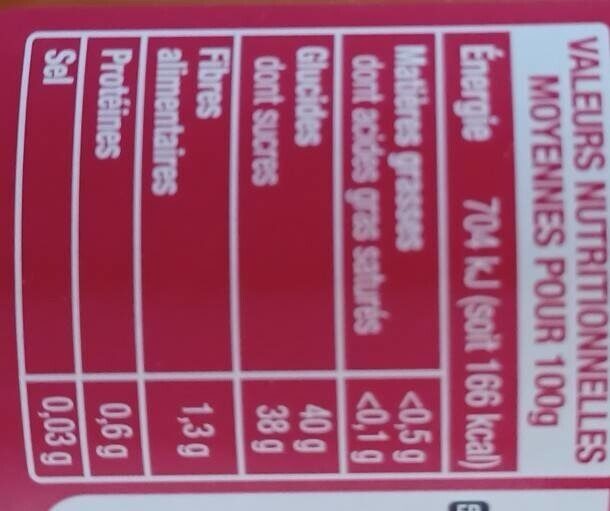 VALEURS NUTRITIONNELLES
MOYENNES POUR 100g
Énergie 704 kJ (soit 166 kcal)
Matières grasses <0,5 g
dont acides gras saturés <0,1 g
Glucides 40 g
dont sucres 38 g
Fibres
alimentaires 1,3 g
Protéines 0,6 g
Sel 0,03 g